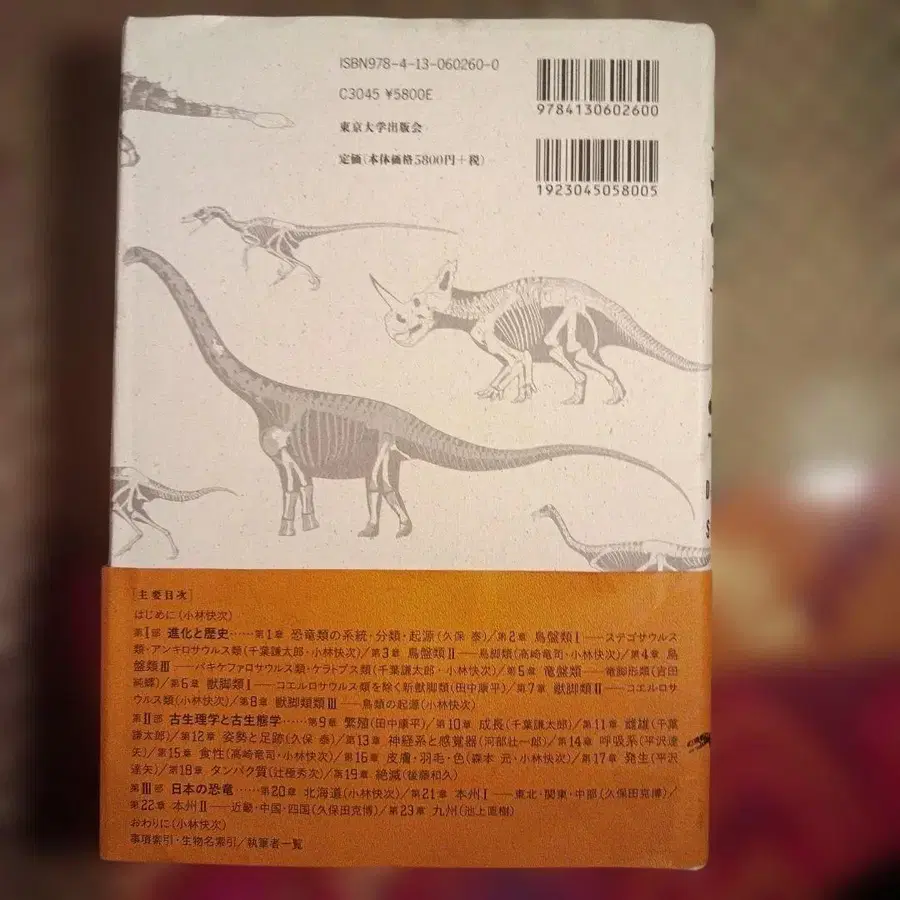 ISBN978-4-13-060260-0
C3045 ¥5800E
東京大学出版会
定価(本体価格5800円+税)
9784130602600
1923045058005
D
S
[主要目次]
はじめに(小林快次)
第Ⅰ部 進化と歴史……第1章 恐竜類の系統・分類・起源(久保 泰)/第2章 鳥盤類Ⅰ——ステゴサウルス
類・アンキロサウルス類(千葉謙太郎・小林快次)/第3章 鳥盤類Ⅱ——鳥脚類(高崎竜司・小林快次)/第4章 鳥
盤類Ⅲ——パキケファロサウルス類・ケラトプス類(千葉謙太郎・小林快次)/第5章 竜盤類——竜脚形類(吉田
純輝)/第6章 獣脚類Ⅰ——コエルロサウルス類を除く新獣脚類(田中康平)/第7章 獣脚類Ⅱ——コエルロサ
ウルス類(小林快次)/第8章 獣脚類類Ⅲ——鳥類の起源(小林快次)
第Ⅱ部 古生理学と古生態学……第9章 繁殖(田中康平)/第10章 成長(千葉謙太郎)/第11章 雌雄(千葉
謙太郎)/第12章 姿勢と足跡(久保 泰)/第13章 神経系と感覚器(河部壮一郎)/第14章 呼吸系(平沢達
矢)/第15章 食性(高崎竜司・小林快次)/第16章 皮膚・羽毛・色(森本 元・小林快次)/第17章 発生(平沢
達矢)/第18章 タンパク質(辻極秀次)/第19章 絶滅(後藤和久)
第Ⅲ部 日本の恐竜……第20章 北海道(小林快次)/第21章 本州Ⅰ——東北・関東・中部(久保田克博)/
第22章 本州Ⅱ——近畿・中国・四国(久保田克博)/第23章 九州(池上直樹)
おわりに(小林快次)
事項索引・生物名索引/執筆者一覧